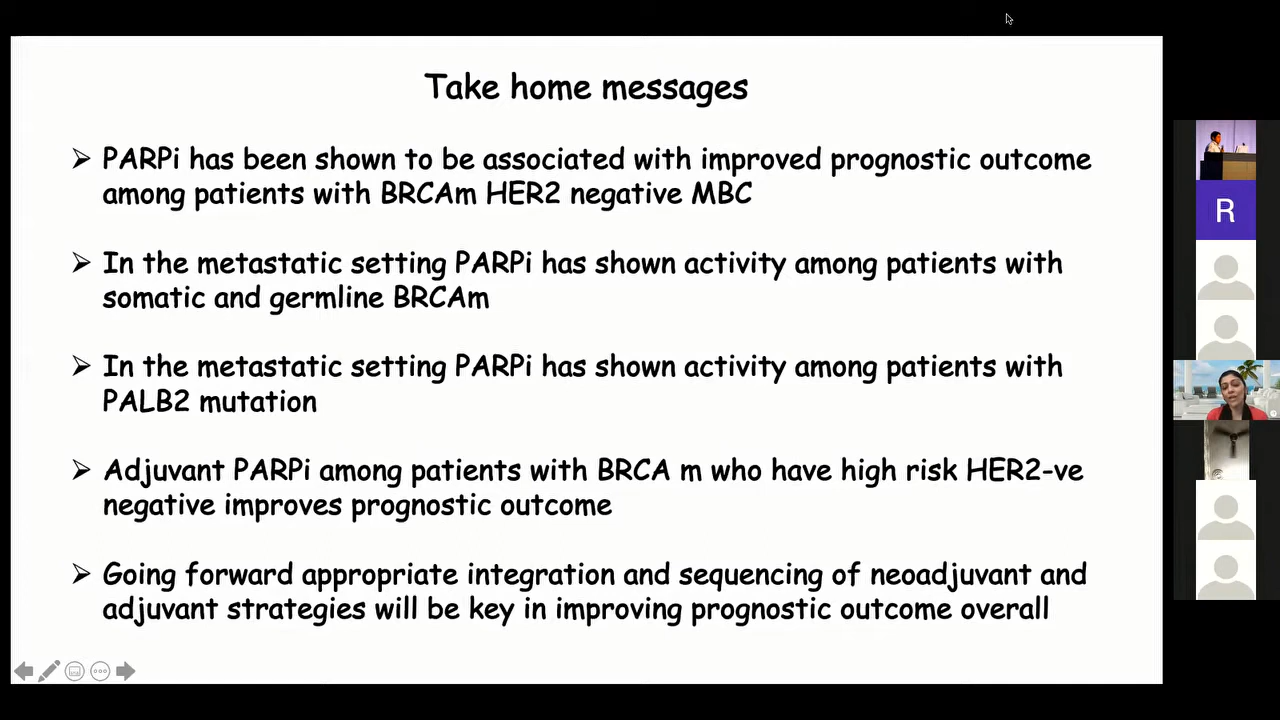 Take home messages
PARPi has been shown to be associated with improved prognostic outcome
among patients with BRCAm HER2 negative MBC
In the metastatic setting PARPi has shown activity among patients with
somatic and germline BRCAm
In the metastatic setting PARPi has shown activity among patients with
PALB2 mutation
Adjuvant PARPi among patients with BRCA m who have high risk HER2-ve
negative improves prognostic outcome
Going forward appropriate integration and sequencing of neoadjuvant and
adjuvant strategies will be key in improving prognostic outcome overall
R